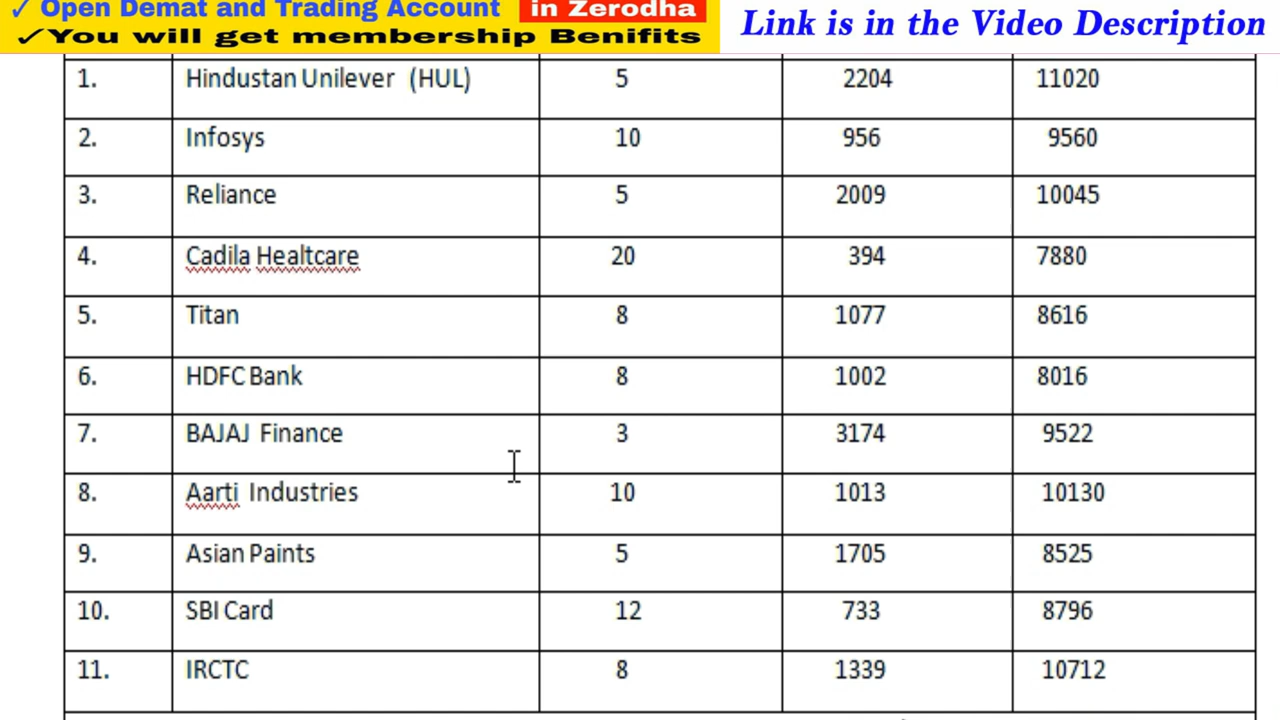 ✓ Open Demat and Trading Account in Zerodha
✓You will get membership Benifits
Link is in the Video Description
1. Hindustan Unilever (HUL) 5 2204 11020
2. Infosys 10 956 9560
3. Reliance 5 2009 10045
4. Cadila Healtcare 20 394 7880
5. Titan 8 1077 8616
6. HDFC Bank 8 1002 8016
7. BAJAJ Finance 3 3174 9522
8. Aarti Industries 10 1013 10130
9. Asian Paints 5 1705 8525
10. SBI Card 12 733 8796
11. IRCTC 8 1339 10712